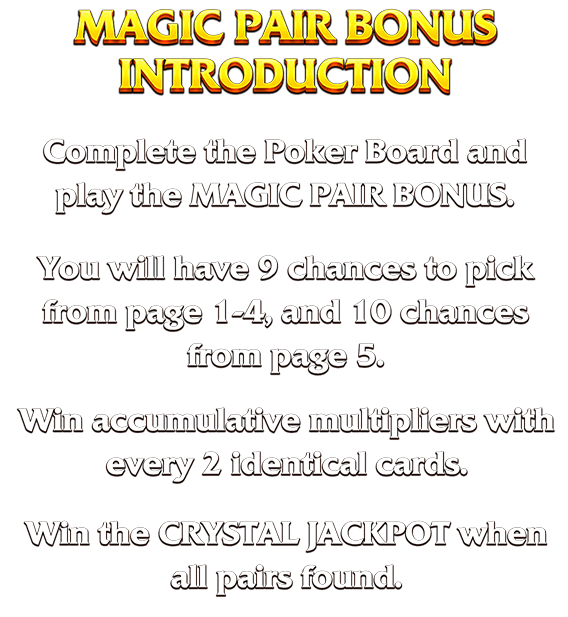 MAGIC PAIR BONUS
INTRODUCTION
Complete the Poker Board and
play the MAGIC PAIR BONUS.
You will have 9 chances to pick
from page 1-4, and 10 chances
from page 5.
Win accumulative multipliers with
every 2 identical cards.
Win the CRYSTAL JACKPOT when
all pairs found.